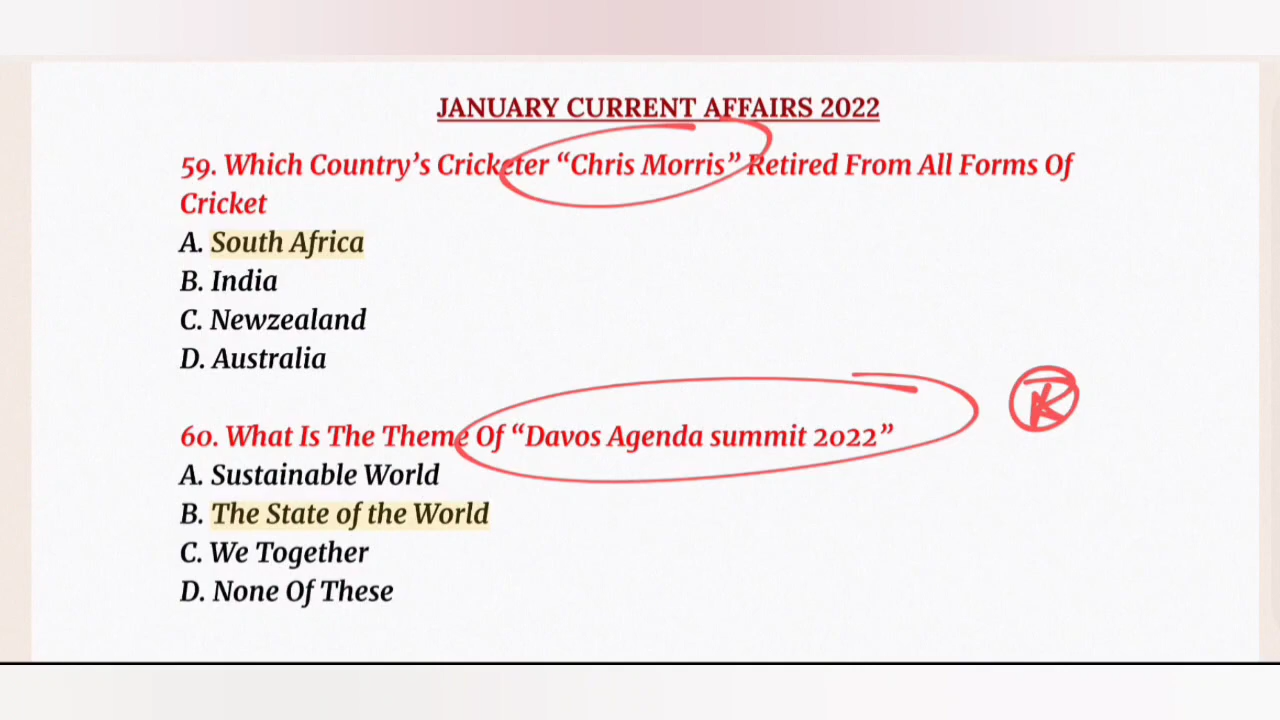 JANUARY CURRENT AFFAIRS 2022
59. Which Country's Cricketer “Chris Morris” Retired From All Forms Of
Cricket
A. South Africa
B. India
C. Newzealand
D. Australia
60. What Is The Theme Of “Davos Agenda summit 2022”
A. Sustainable World
B. The State of the World
C. We Together
D. None Of These